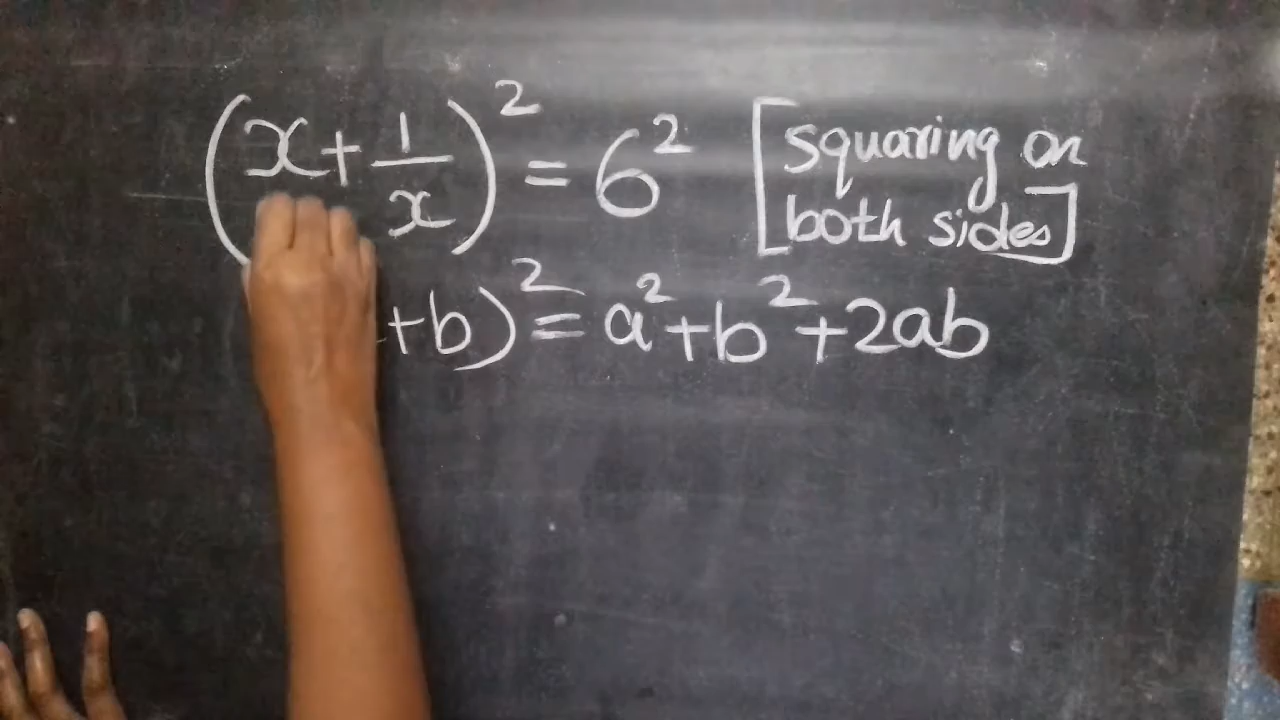 (x+1/x)² = 6² [squaring on
both sides]
+b)² = a²+b²+2ab